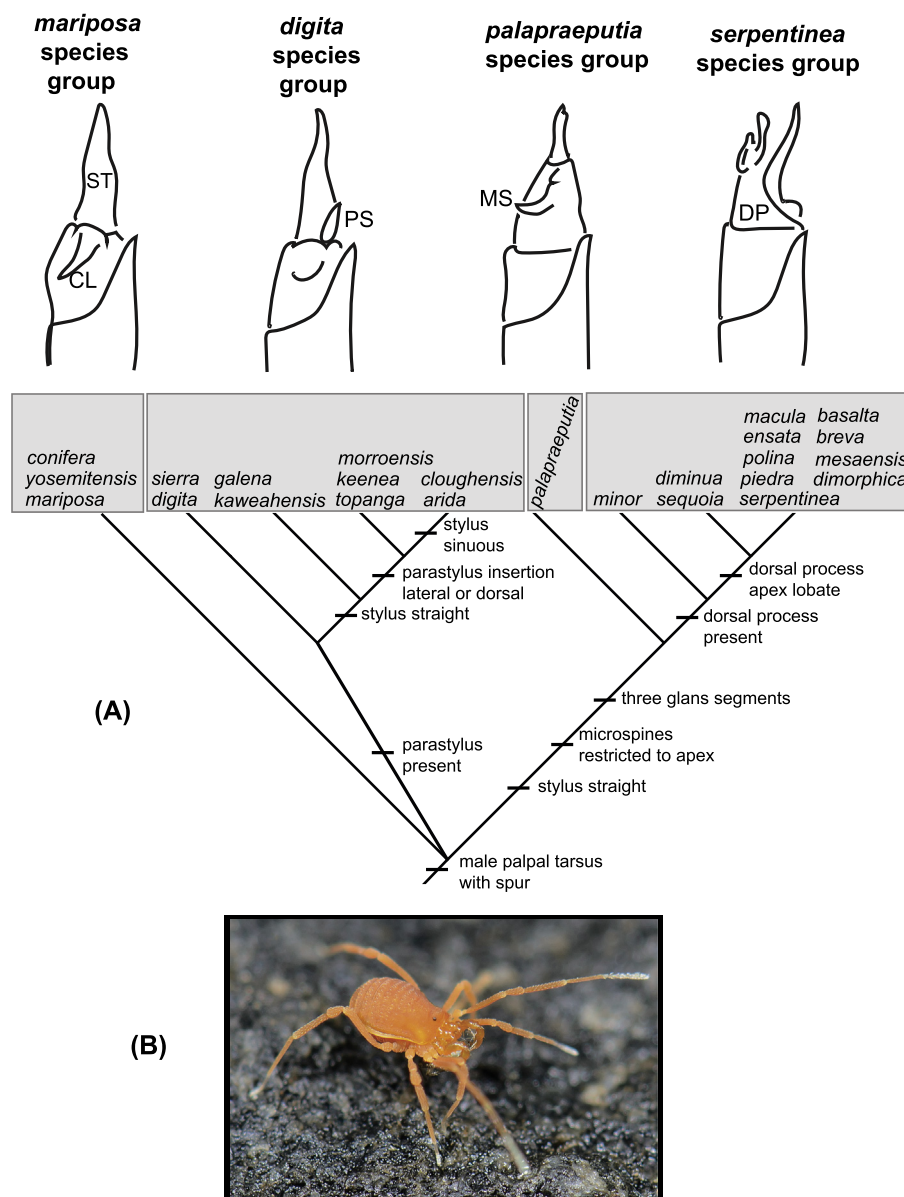 mariposa
species
group
digita
species
group
palapraeputia
species group
serpentinea
species group
ST
CL
PS
MS
DP
conifera
yosemitensis
mariposa
sierra
digita
galena
kaweahensis
morroensis
keenea
topanga
cloughensis
arida
palapraeputia
minor
diminua
sequoia
macula
ensata
polina
piedra
serpentinea
basalta
breva
mesaensis
dimorphica
stylus
sinuous
parastylus insertion
lateral or dorsal
stylus straight
dorsal process
apex lobate
dorsal process
present
three glans segments
microspines
restricted to apex
stylus straight
parastylus
present
male palpal tarsus
with spur
(A)
(B)